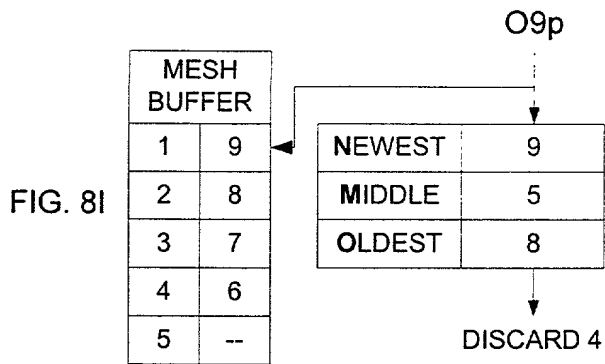 O9p
MESH
BUFFER
1 9
2 8
3 7
4 6
5 --
FIG. 8I
NEWEST 9
MIDDLE 5
OLDEST 8
DISCARD 4